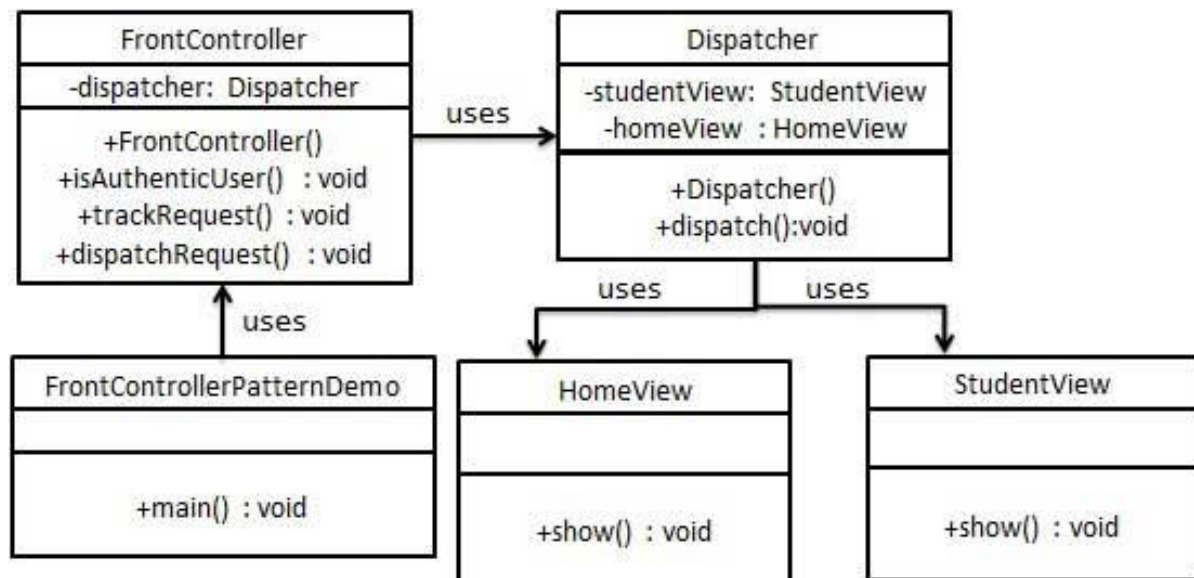 FrontController
-dispatcher: Dispatcher
+FrontController()
+isAuthenticUser() : void
+trackRequest() : void
+dispatchRequest() : void
uses
Dispatcher
-studentView: StudentView
-homeView : HomeView
+Dispatcher()
+dispatch():void
uses
uses
uses
FrontControllerPatternDemo
+main() : void
HomeView
+show() : void
StudentView
+show() : void